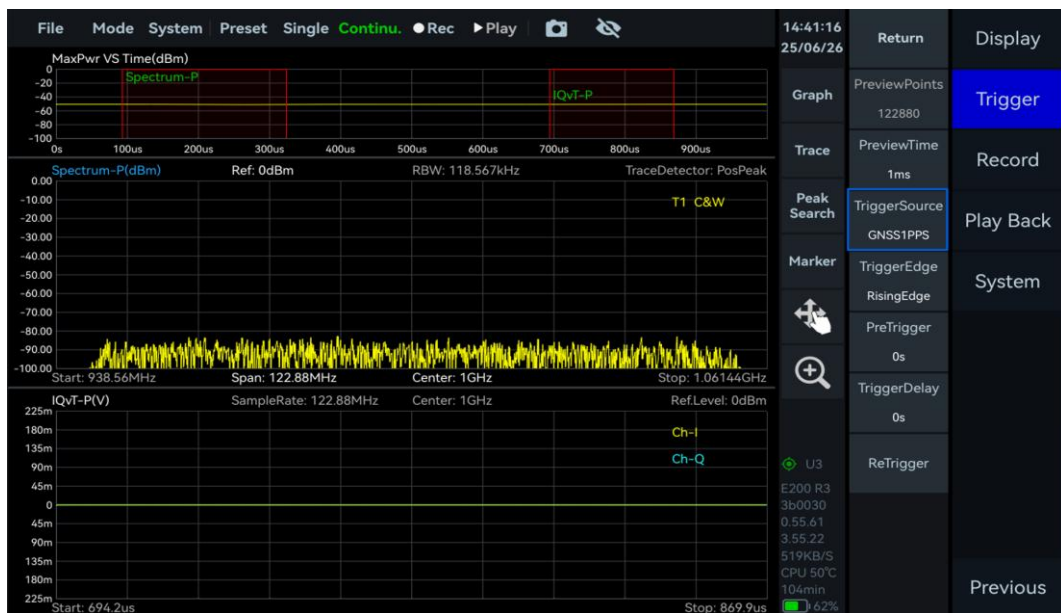 File Mode System Preset Single Continu. Rec Play
MaxPwr VS Time(dBm)
0
-20
-40
-60
-80
-100
Spectrum-P
IQvT-P
0s 100us 200us 300us 400us 500us 600us 700us 800us 900us
Spectrum-P(dBm) Ref: 0dBm RBW: 118.567kHz TraceDetector: PosPeak
0.00
-10.00
-20.00
-30.00
-40.00
-50.00
-60.00
-70.00
-80.00
-90.00
-100.00
T1 C&W
Start: 938.56MHz Span: 122.88MHz Center: 1GHz Stop: 1.06144GHz
IQvT-P(V) SampleRate: 122.88MHz Center: 1GHz Ref.Level: 0dBm
225m
180m
135m
90m
45m
0
45m
90m
135m
180m
225m
Ch-I
Ch-Q
Start: 694.2us Stop: 869.9us
14:41:16
25/06/26
Graph
Trace
Peak
Search
Marker
U3
E200 R3
3b0030
0.55.61
3.55.22
519KB/S
CPU 50℃
104min
62%
Return
PreviewPoints
122880
PreviewTime
1ms
TriggerSource
GNSS1PPS
TriggerEdge
RisingEdge
PreTrigger
0s
TriggerDelay
0s
ReTrigger
Display
Trigger
Record
Play Back
System
Previous